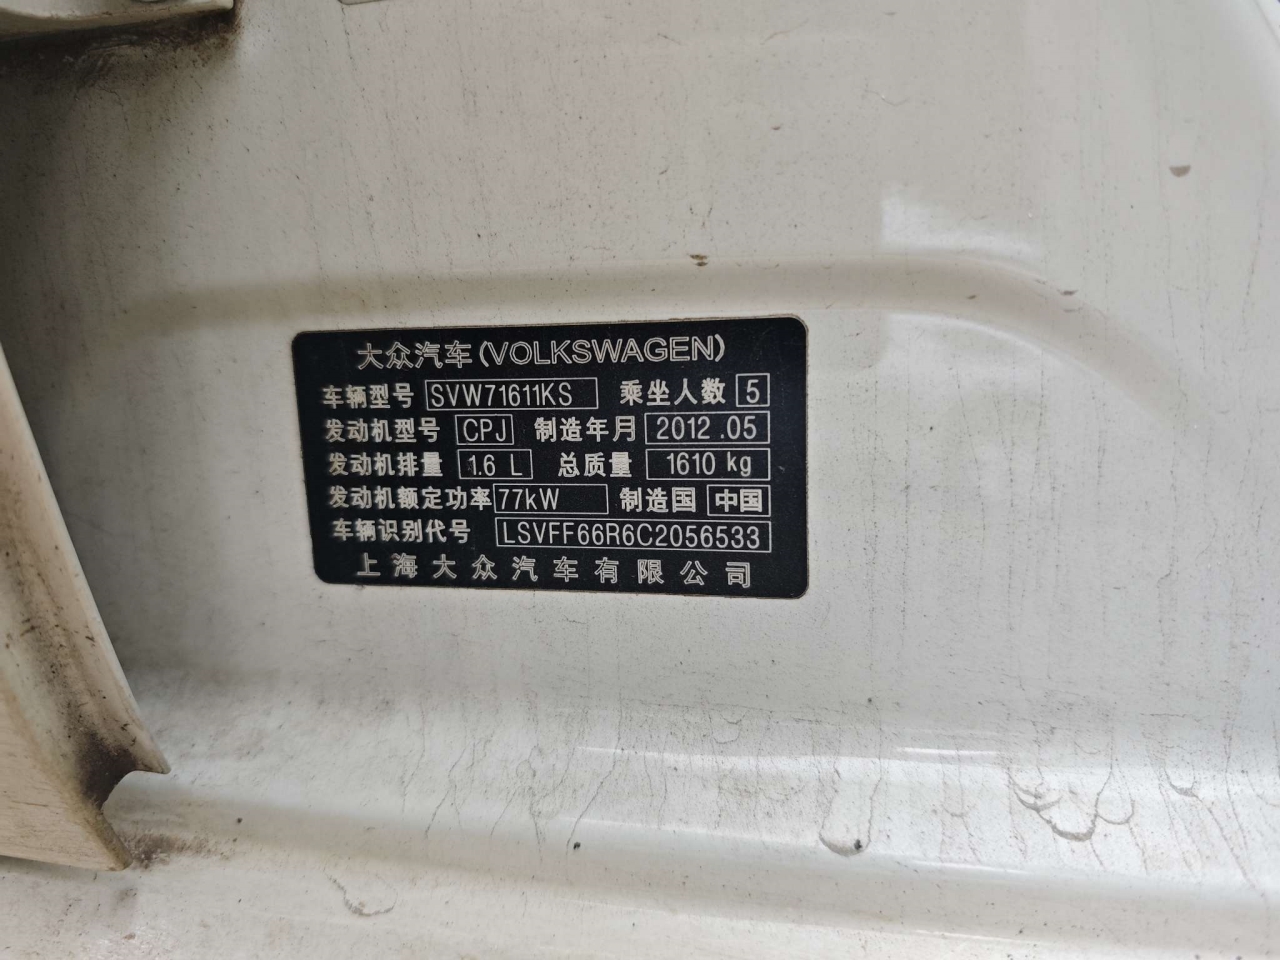 大众汽车(VOLKSWAGEN)
车辆型号 SVW71611KS 乘坐人数 5
发动机型号 CPJ 制造年月 2012.05
发动机排量 1.6 L 总质量 1610 kg
发动机额定功率 77kW 制造国 中国
车辆识别代号 LSVFF66R6C2056533
上海大众汽车有限公司